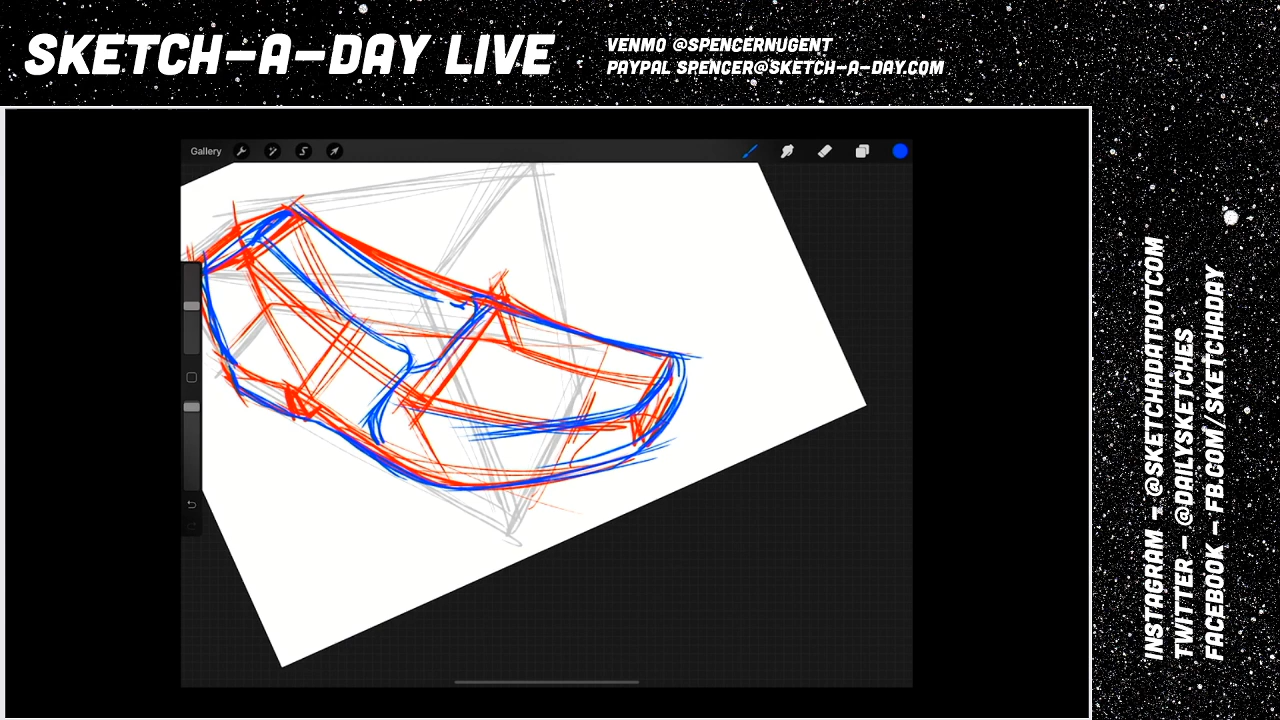 SKETCH-A-DAY LIVE
VENMO @SPENCERNUGENT
PAYPAL SPENCER@SKETCH-A-DAY.COM
Gallery
INSTAGRAM - @SKETCHADAYDOTCOM
TWITTER - @DAILYSKETCHES
FACEBOOK - FB.COM/SKETCHADAY